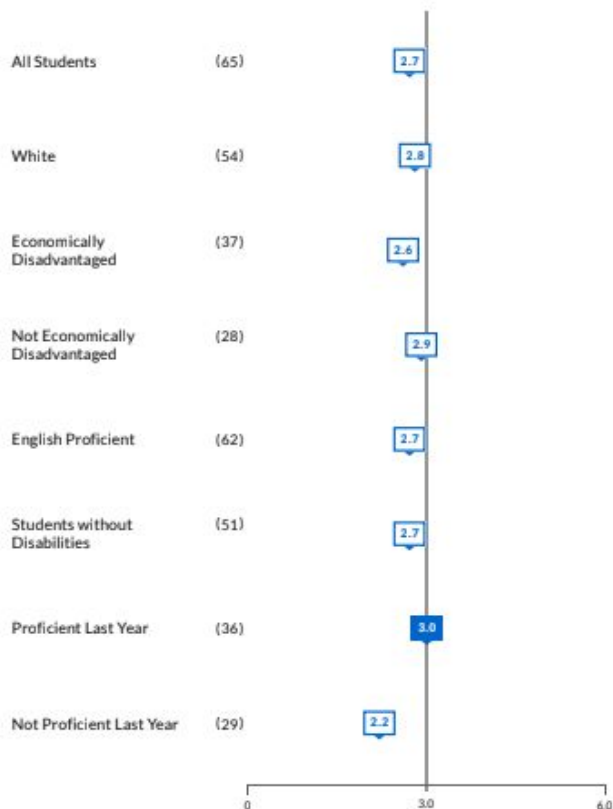 All Students (65) 2.7
White (54) 2.8
Economically (37) 2.6
Disadvantaged
Not Economically (28) 2.9
Disadvantaged
English Proficient (62) 2.7
Students without (51) 2.7
Disabilities
Proficient Last Year (36) 3.0
Not Proficient Last Year (29) 2.2
0 3.0 6.0